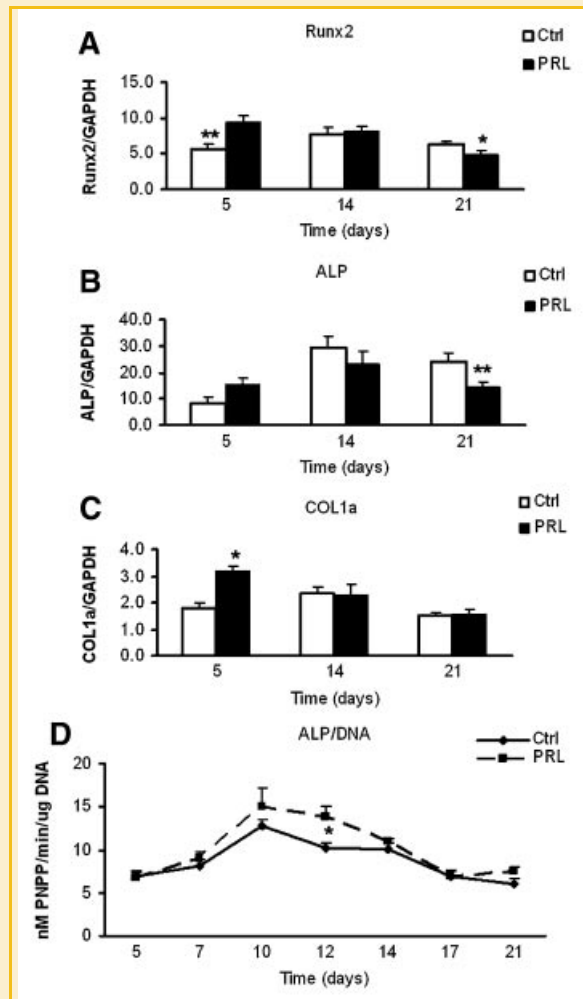 A
Runx2
Ctrl
PRL
Runx2/GAPDH
15.0
10.0
5.0
0.0
**
*
5 14 21
Time (days)
B
ALP
Ctrl
PRL
ALP/GAPDH
40.0
30.0
20.0
10.0
0.0
**
5 14 21
Time (days)
C
COL1a
Ctrl
PRL
COL1a/GAPDH
4.0
3.0
2.0
1.0
0.0
*
5 14 21
Time (days)
D
ALP/DNA
Ctrl
PRL
nM PNPP/min/ug DNA
20
15
10
5
0
*
5 7 10 12 14 17 21
Time (days)